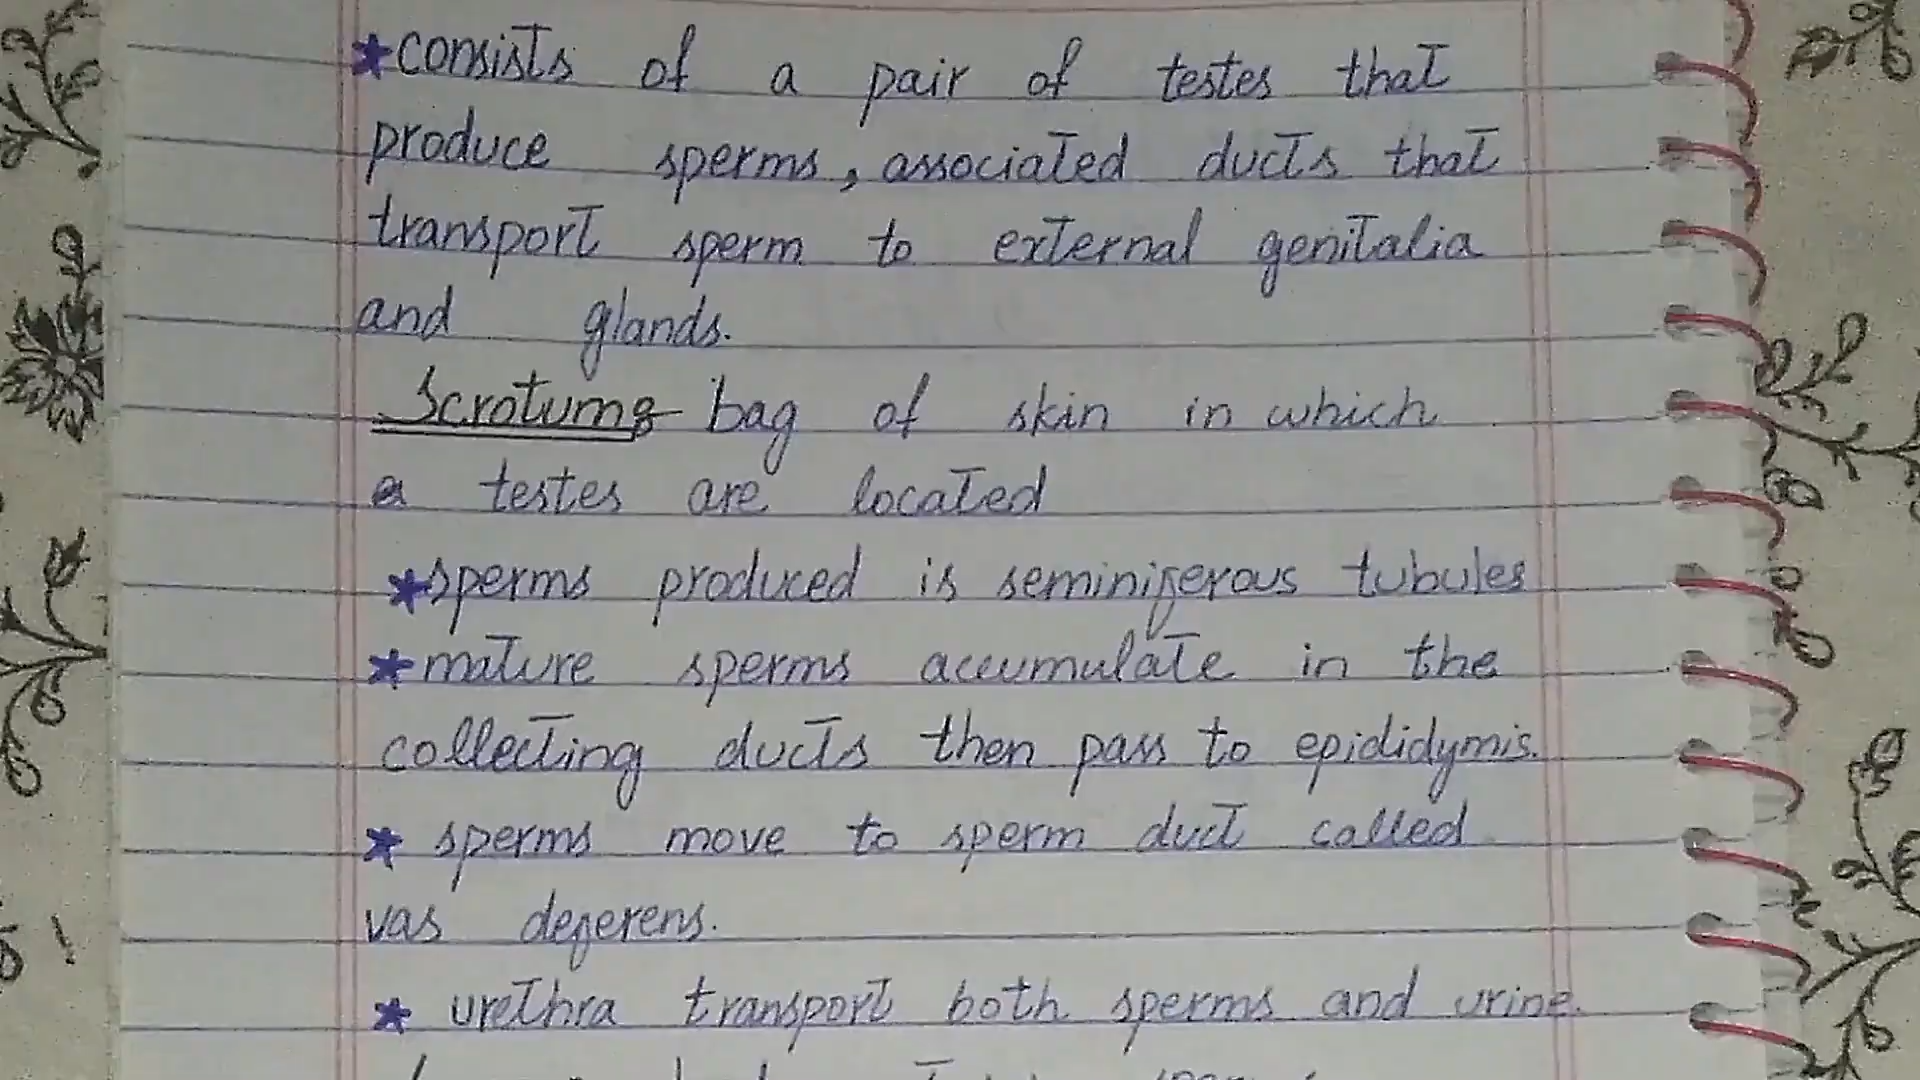 *consists of a pair of testes that
produce sperms, associated ducts that
transport sperm to external genitalia
and glands.
Scrotum:- bag of skin in which
testes are located
*sperms produced is seminiferous tubules
*mature sperms accumulate in the
collecting ducts then pass to epididymis.
* sperms move to sperm duct called
vas deferens.
* urethra transport both sperms and urine.